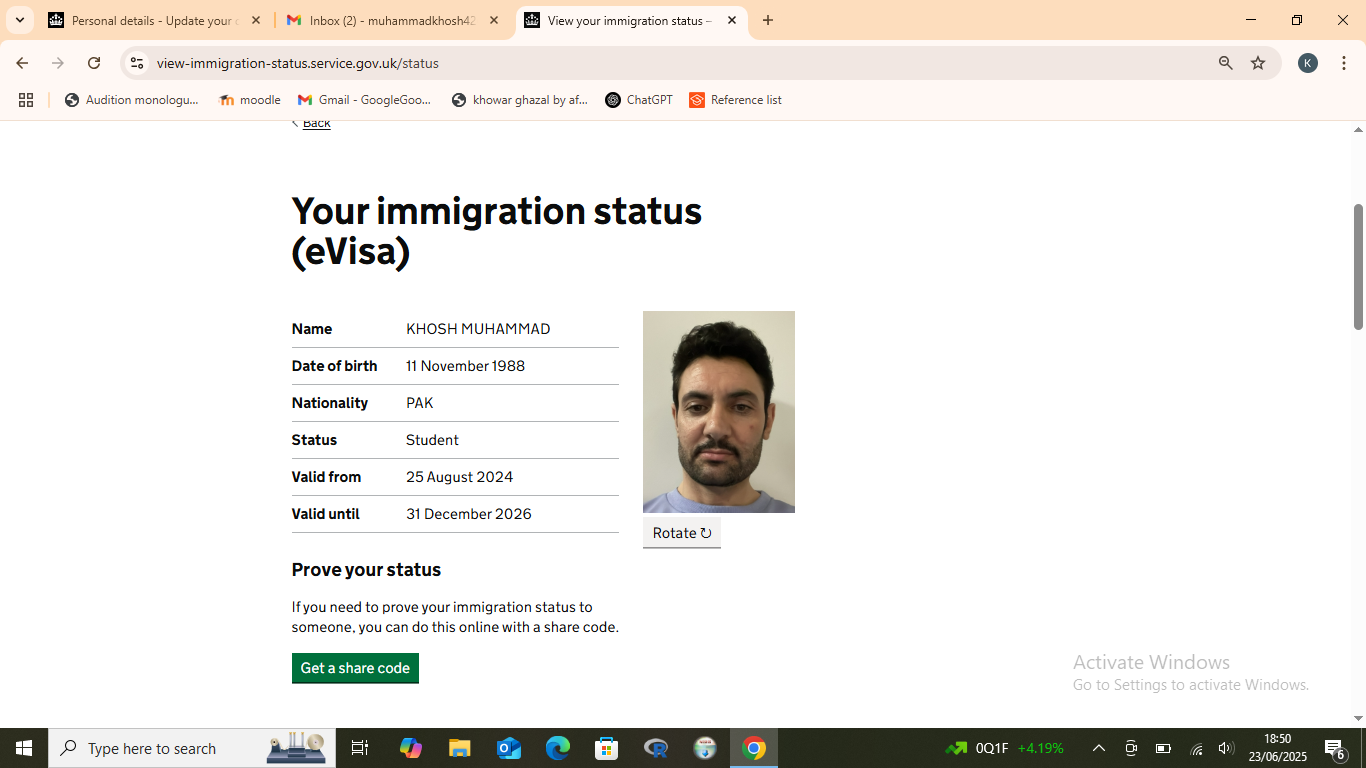 Personal details - Update your
Inbox (2) - muhammadkhosh42
View your immigration status –
view-immigration-status.service.gov.uk/status
K
Audition monologu...
moodle
Gmail - GoogleGoo...
khowar ghazal by af...
ChatGPT
Reference list
Back
Your immigration status
(eVisa)
Name KHOSH MUHAMMAD
Date of birth 11 November 1988
Nationality PAK
Status Student
Valid from 25 August 2024
Valid until 31 December 2026
Rotate ↻
Prove your status
If you need to prove your immigration status to
someone, you can do this online with a share code.
Get a share code
Activate Windows
Go to Settings to activate Windows.
Type here to search
0Q1F +4.19%
18:50
23/06/2025
6